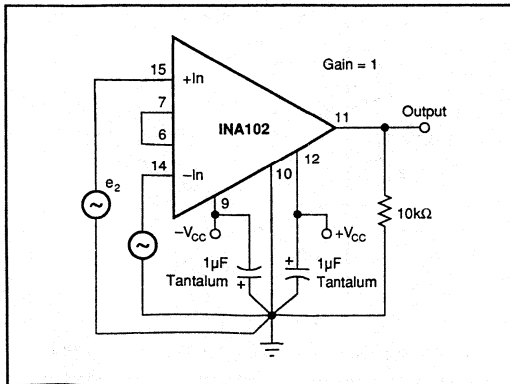 Gain = 1
15
+In
7
6
INA102
11
Output
14
–In
12
10
9
e2
–VCC
+VCC
10kΩ
1µF
Tantalum
+
+
1µF
Tantalum